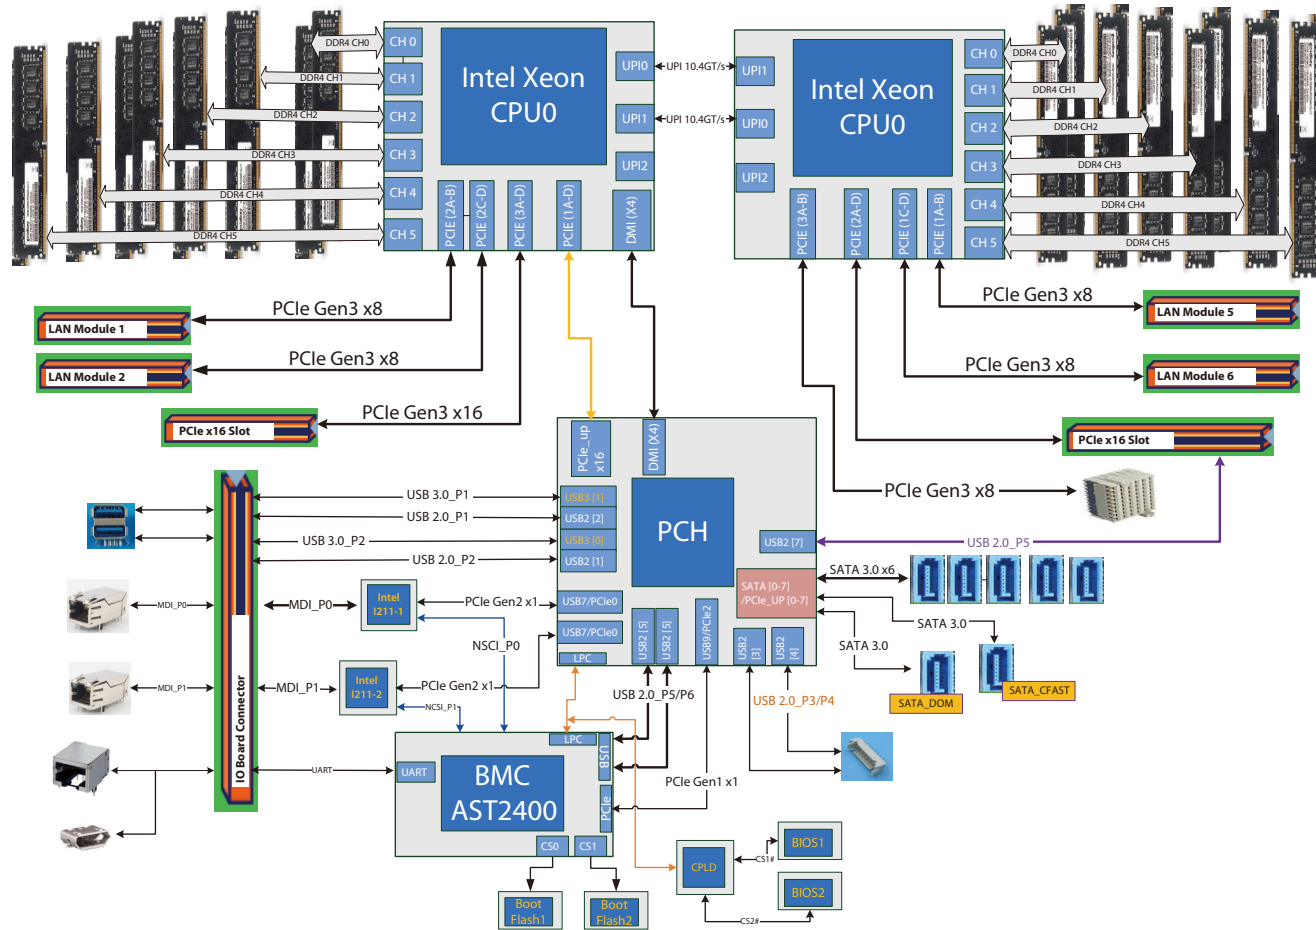 DDR4 CH0
DDR4 CH1
DDR4 CH2
DDR4 CH3
DDR4 CH4
DDR4 CH5
CH 0
CH 1
CH 2
CH 3
CH 4
CH 5
Intel Xeon
CPU0
UPI0
UPI1
UPI2
PCIE (2A-B)
PCIE (2C-D)
PCIE (3A-D)
PCIE (1A-D)
DMI(X4)
UPI 10.4GT/s
UPI 10.4GT/s
UPI1
UPI0
UPI2
Intel Xeon
CPU0
PCIE (3A-B)
PCIE (2A-D)
PCIE (1C-D)
PCIE (1A-B)
CH 0
CH 1
CH 2
CH 3
CH 4
CH 5
DDR4 CH0
DDR4 CH1
DDR4 CH2
DDR4 CH3
DDR4 CH4
DDR4 CH5
LAN Module 1
PCIe Gen3 x8
LAN Module 2
PCIe Gen3 x8
PCIe x16 Slot
PCIe Gen3 x16
PCIe Gen3 x8
LAN Module 5
PCIe Gen3 x8
LAN Module 6
PCIe x16 Slot
PCIe Gen3 x8
PCIe_up
x16
DMI (X4)
PCH
USB3 [1]
USB2 [2]
USB3 [0]
USB2 [1]
USB 3.0_P1
USB 2.0_P1
USB 3.0_P2
USB 2.0_P2
USB2 [7]
USB 2.0_P5
SATA [0-7]
/PCIe_UP [0-7]
SATA 3.0 x6
SATA 3.0
SATA 3.0
SATA_DOM
SATA_CFAST
USB7/PCIe0
USB7/PCIe0
LPC
USB2 [5]
USB2 [5]
USB9/PCIe2
USB2
[3]
USB2
[4]
MDI_P0
MDI_P0
Intel
I211-1
PCIe Gen2 x1
NSCI_P0
MDI_P1
MDI_P1
Intel
I211-2
PCIe Gen2 x1
NCSI_P1
USB 2.0_P5/P6
USB 2.0_P3/P4
IO Board Connector
UART
UART
BMC
AST2400
LPC
USB
PCIe
PCIe Gen1 x1
CS0
CS1
Boot
Flash1
Boot
Flash2
CPLD
CS1#
BIOS1
CS2#
BIOS2